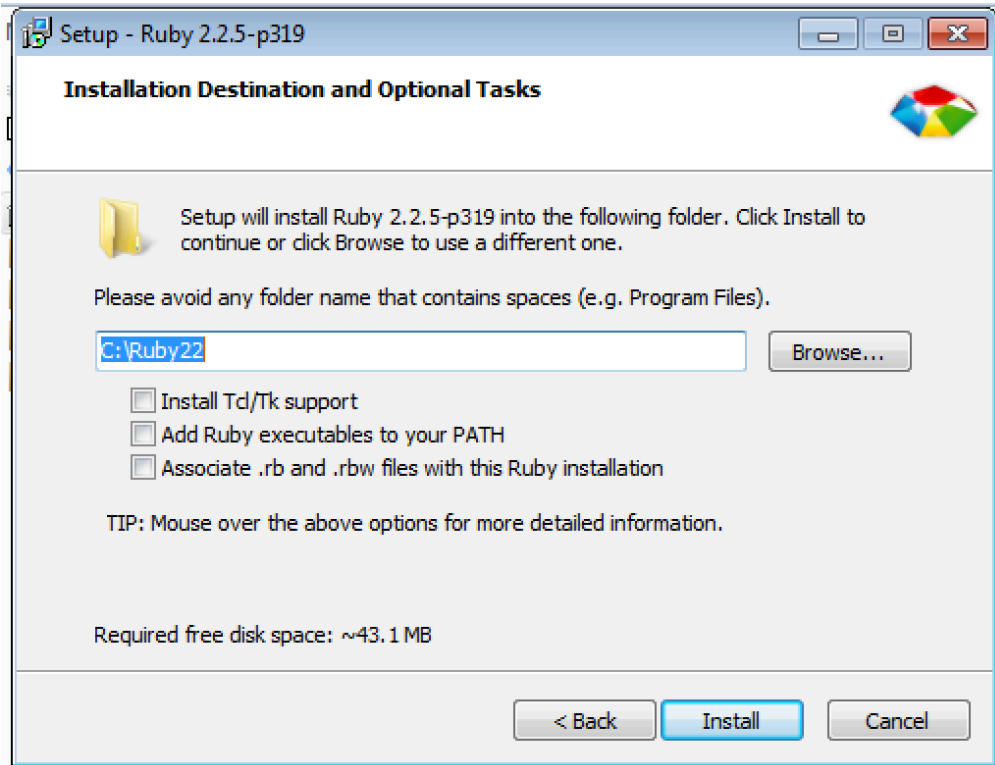 Setup - Ruby 2.2.5-p319
Installation Destination and Optional Tasks
Setup will install Ruby 2.2.5-p319 into the following folder. Click Install to
continue or click Browse to use a different one.
Please avoid any folder name that contains spaces (e.g. Program Files).
C:\Ruby22
Browse...
Install Tcl/Tk support
Add Ruby executables to your PATH
Associate .rb and .rbw files with this Ruby installation
TIP: Mouse over the above options for more detailed information.
Required free disk space: ~43.1 MB
< Back Install Cancel